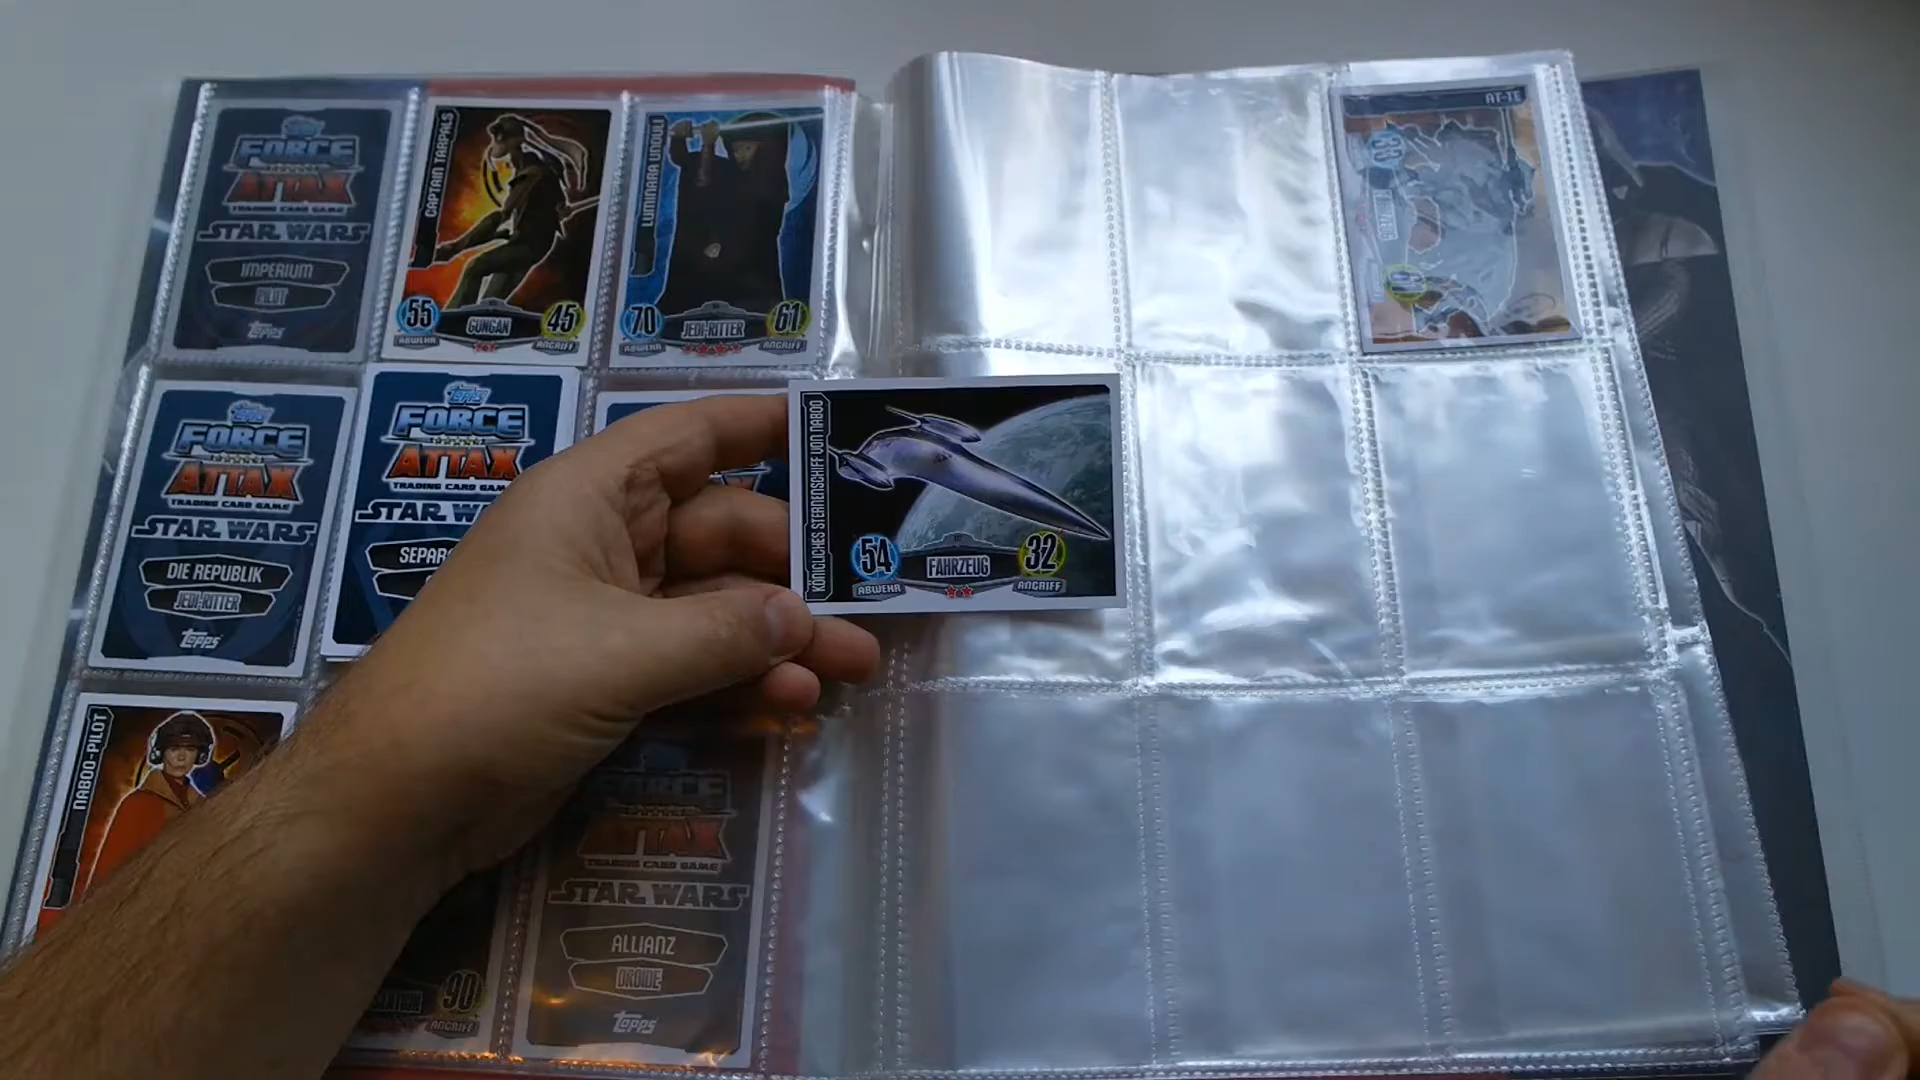 topps
FORCE
ATTAX
TRADING CARD GAME
STAR WARS
IMPERIUM
PILOT
topps
CAPTAIN TARPALS
55
ABWEHR
GUNGAN
45
ANGRIFF
LUMINARA UNDULI
70
ABWEHR
JEDI-RITTER
61
ANGRIFF
AT-TE
topps
FORCE
ATTAX
TRADING CARD GAME
STAR WARS
DIE REPUBLIK
JEDI-RITTER
topps
topps
FORCE
ATTAX
TRADING CARD GAM
STAR W
SEPAR
KÖNIGLICHES STERNENSCHIFF VON NABOO
54
ABWEHR
FAHRZEUG
32
ANGRIFF
NABOO-PILOT
90
ANGRIFF
FORCE
ATTAX
TRADING CARD GAME
STAR WARS
ALLIANZ
DROIDE
topps